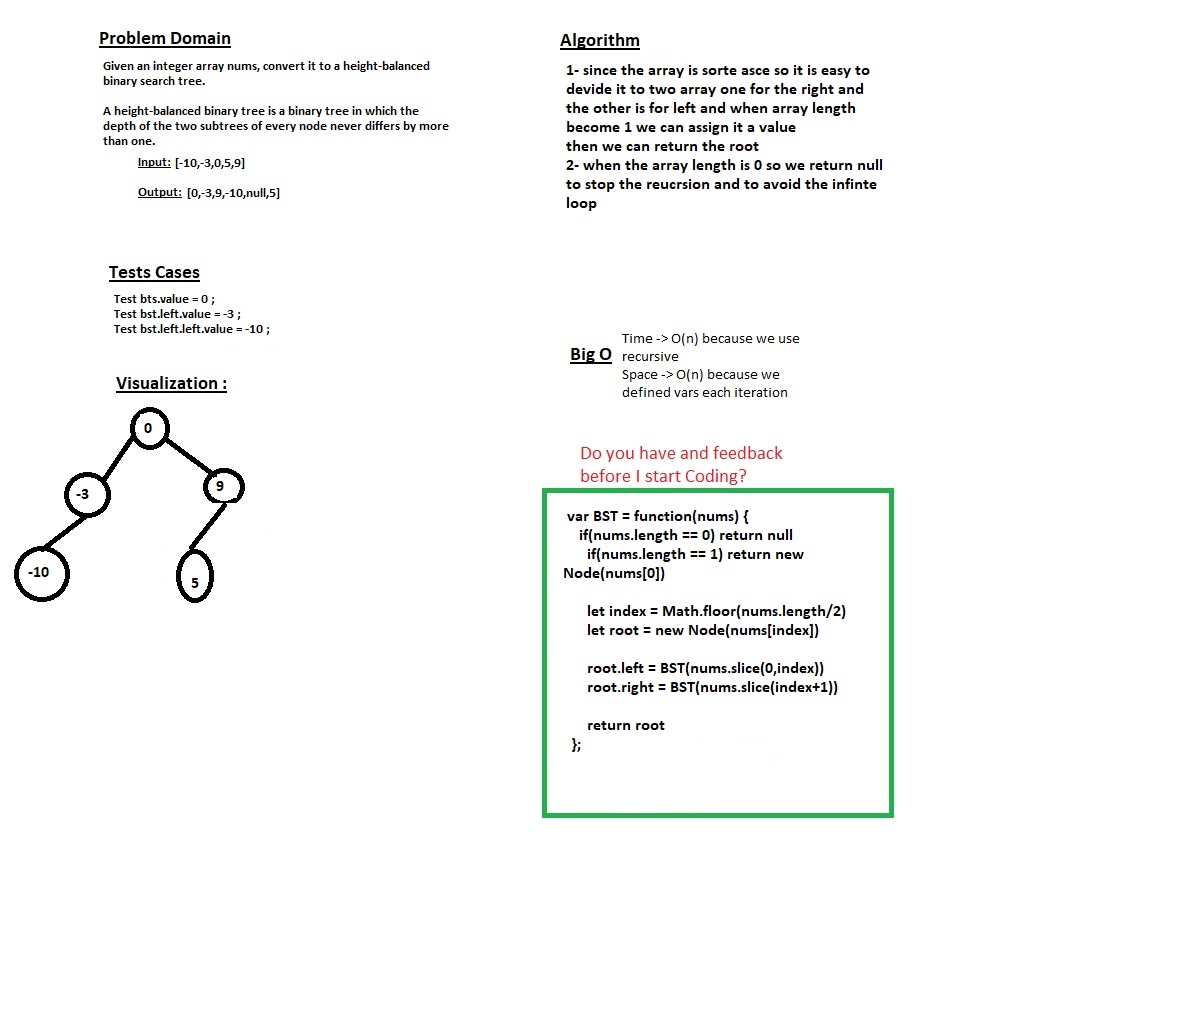 Problem Domain
Given an integer array nums, convert it to a height-balanced
binary search tree.
A height-balanced binary tree is a binary tree in which the
depth of the two subtrees of every node never differs by more
than one.
Input: [-10,-3,0,5,9]
Output: [0,-3,9,-10,null,5]
Tests Cases
Test bts.value = 0 ;
Test bst.left.value = -3 ;
Test bst.left.left.value = -10 ;
Visualization :
0
-3
9
-10
5
Algorithm
1- since the array is sorte asce so it is easy to
devide it to two array one for the right and
the other is for left and when array length
become 1 we can assign it a value
then we can return the root
2- when the array length is 0 so we return null
to stop the reucrsion and to avoid the infinte
loop
Big O
Time -> O(n) because we use
recursive
Space -> O(n) because we
defined vars each iteration
Do you have and feedback
before I start Coding?
var BST = function(nums) {
if(nums.length == 0) return null
if(nums.length == 1) return new
Node(nums[0])
let index = Math.floor(nums.length/2)
let root = new Node(nums[index])
root.left = BST(nums.slice(0,index))
root.right = BST(nums.slice(index+1))
return root
};